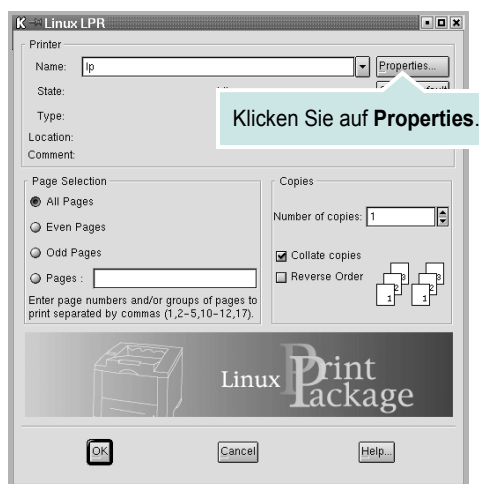 Linux LPR
Printer
Name: lp Properties...
State:
Type:
Klicken Sie auf Properties.
Location:
Comment:
Page Selection
All Pages
Even Pages
Odd Pages
Pages :
Enter page numbers and/or groups of pages to
print separated by commas (1,2-5,10-12,17).
Copies
Number of copies: 1
Collate copies
Reverse Order
Linux Print
Package
OK Cancel Help...